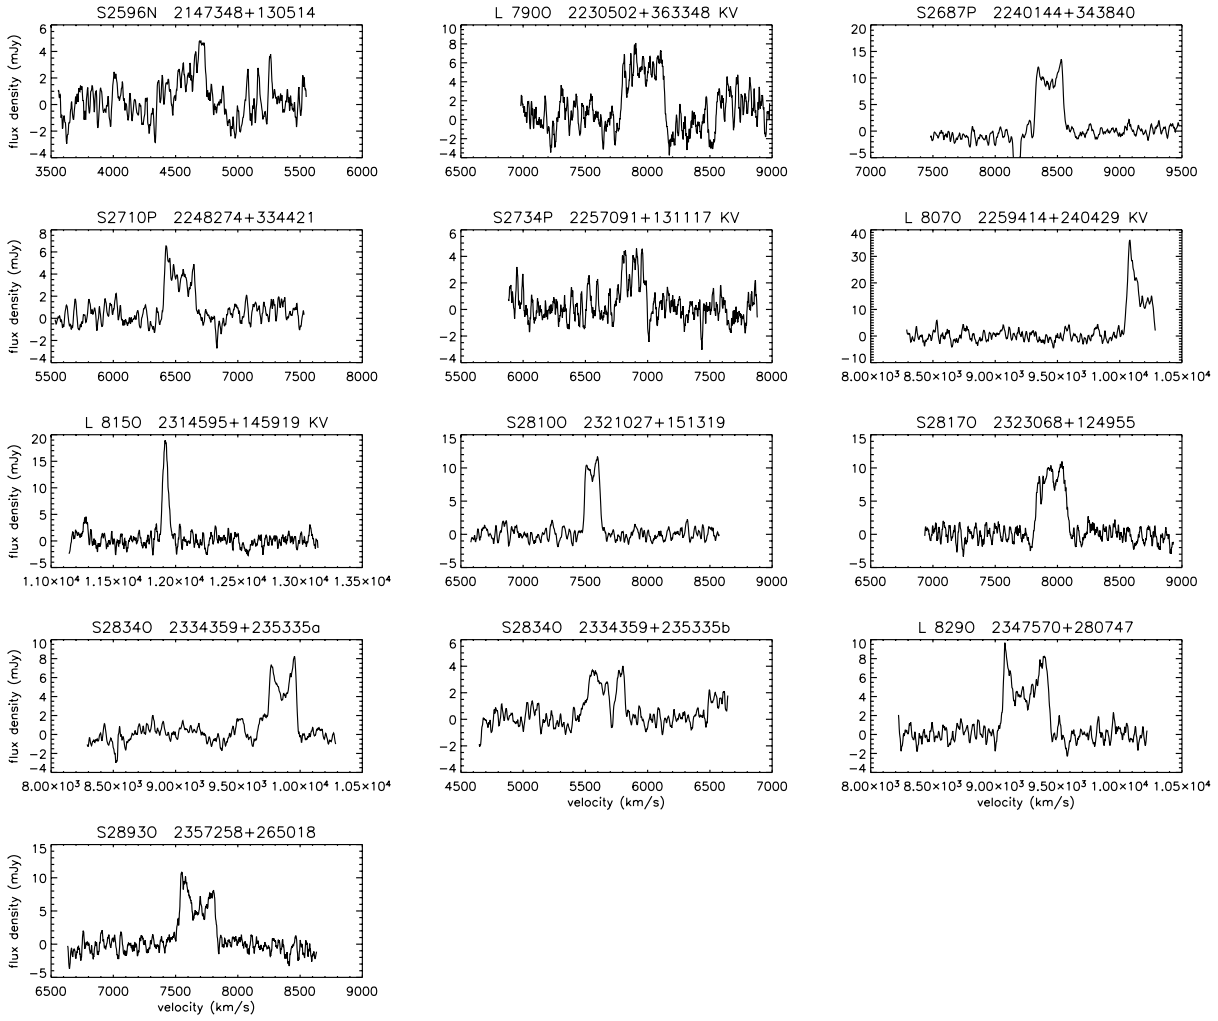 S2596N 2147348+130514
L 790O 2230502+363348 KV
S2687P 2240144+343840
flux density (mJy)
6
4
2
0
−2
−4
3500 4000 4500 5000 5500 6000
10
8
6
4
2
0
−2
−4
6500 7000 7500 8000 8500 9000
20
15
10
5
0
−5
7000 7500 8000 8500 9000 9500
S2710P 2248274+334421
S2734P 2257091+131117 KV
L 807O 2259414+240429 KV
flux density (mJy)
8
6
4
2
0
−2
−4
5500 6000 6500 7000 7500 8000
6
4
2
0
−2
−4
5500 6000 6500 7000 7500 8000
40
30
20
10
0
−10
8.00×10³ 8.50×10³ 9.00×10³ 9.50×10³ 1.00×10⁴ 1.05×10⁴
L 815O 2314595+145919 KV
S2810O 2321027+151319
S2817O 2323068+124955
flux density (mJy)
20
15
10
5
0
−5
1.10×10⁴ 1.15×10⁴ 1.20×10⁴ 1.25×10⁴ 1.30×10⁴ 1.35×10⁴
15
10
5
0
−5
6500 7000 7500 8000 8500 9000
15
10
5
0
−5
6500 7000 7500 8000 8500 9000
S2834O 2334359+235335a
S2834O 2334359+235335b
L 829O 2347570+280747
flux density (mJy)
10
8
6
4
2
0
−2
−4
8.00×10³ 8.50×10³ 9.00×10³ 9.50×10³ 1.00×10⁴ 1.05×10⁴
6
4
2
0
−2
−4
4500 5000 5500 6000 6500 7000
velocity (km/s)
10
8
6
4
2
0
−2
−4
8.00×10³ 8.50×10³ 9.00×10³ 9.50×10³ 1.00×10⁴ 1.05×10⁴
velocity (km/s)
S2893O 2357258+265018
flux density (mJy)
15
10
5
0
−5
6500 7000 7500 8000 8500 9000
velocity (km/s)